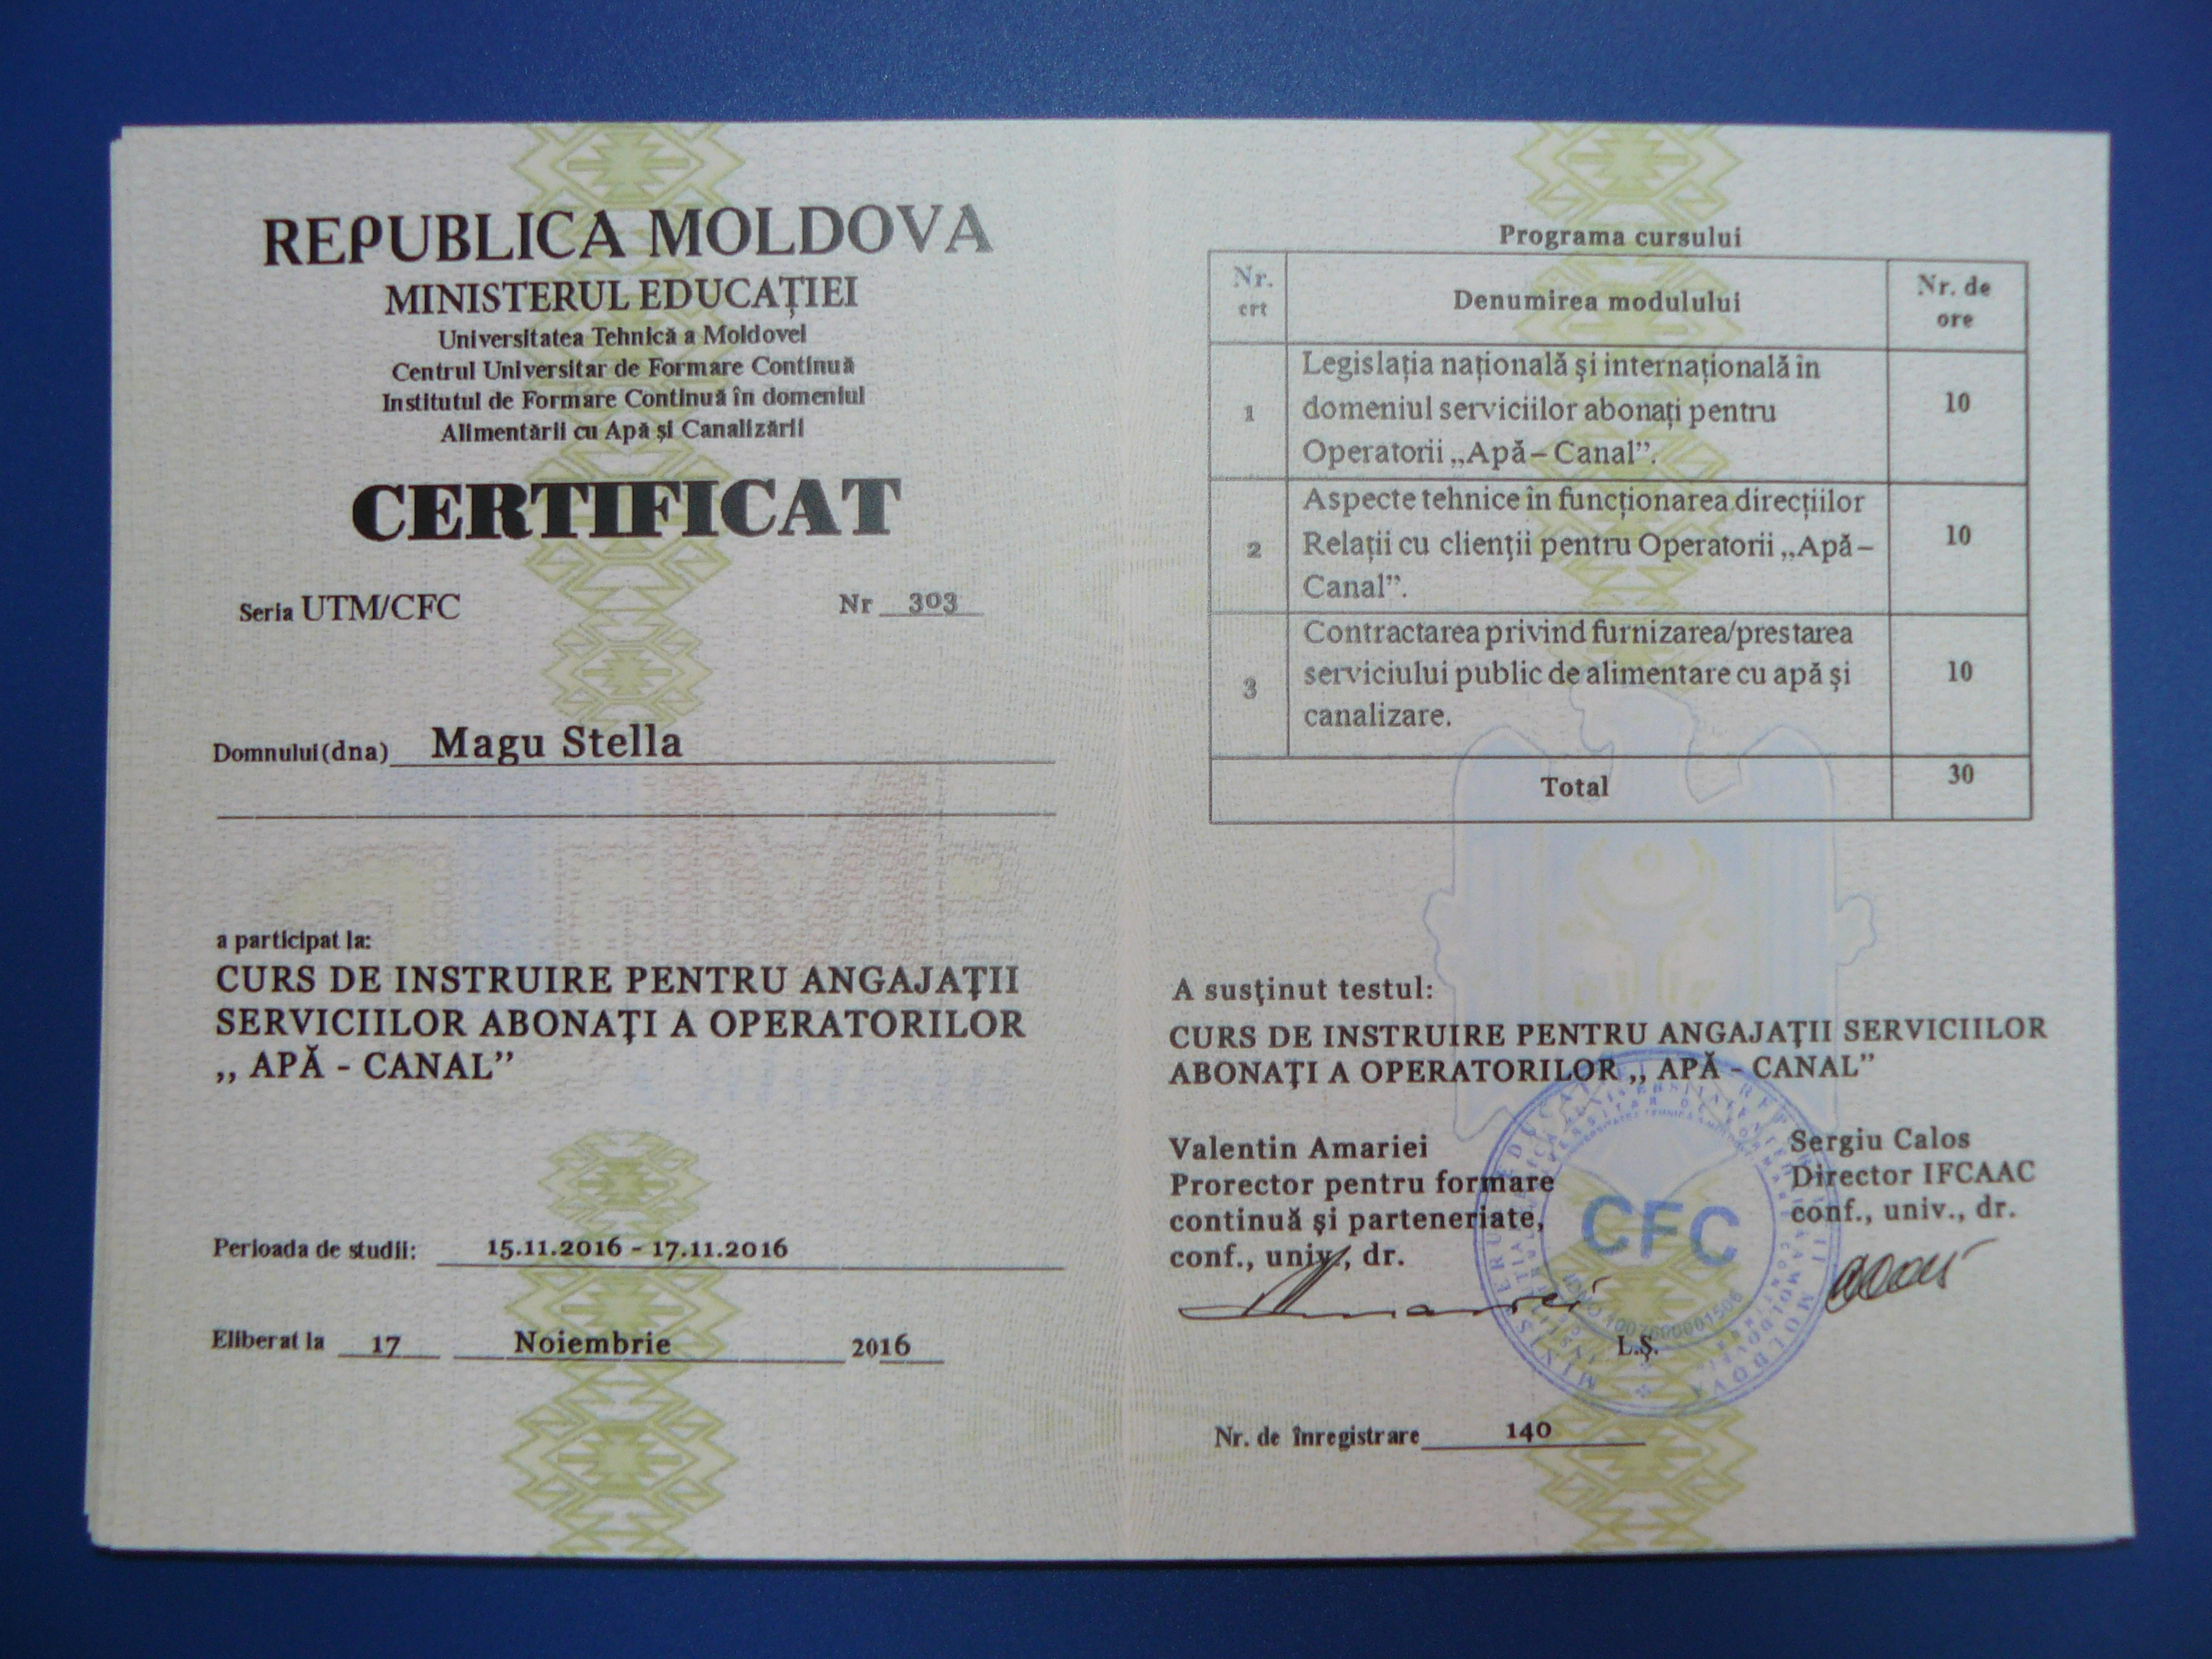 REPUBLICA MOLDOVA
MINISTERUL EDUCAȚIEI
Universitatea Tehnică a Moldovei
Centrul Universitar de Formare Continuă
Institutul de Formare Continuă în domeniul
Alimentării cu Apă și Canalizării
CERTIFICAT
Seria UTM/CFC Nr 303
Domnului(dna) Magu Stella
a participat la:
CURS DE INSTRUIRE PENTRU ANGAJAȚII
SERVICIILOR ABONAȚI A OPERATORILOR
,, APĂ - CANAL”
Perioada de studii: 15.11.2016 - 17.11.2016
Eliberat la 17 Noiembrie 2016
Programa cursului
Nr. crt
Denumirea modulului
Nr. de ore
1
Legislația națională și internațională în
domeniul serviciilor abonați pentru
Operatorii „Apă – Canal”.
10
2
Aspecte tehnice în funcționarea direcțiilor
Relații cu clienții pentru Operatorii „Apă –
Canal”.
10
3
Contractarea privind furnizarea/prestarea
serviciului public de alimentare cu apă și
canalizare.
10
Total 30
A susținut testul:
CURS DE INSTRUIRE PENTRU ANGAJAȚII SERVICIILOR
ABONAȚI A OPERATORILOR ,, APĂ - CANAL”
Valentin Amariei
Prorector pentru formare
continuă și parteneriate,
conf., univ., dr.
Sergiu Calos
Director IFCAAC
conf., univ., dr.
CFC
L.Ș.
Nr. de înregistrare 140